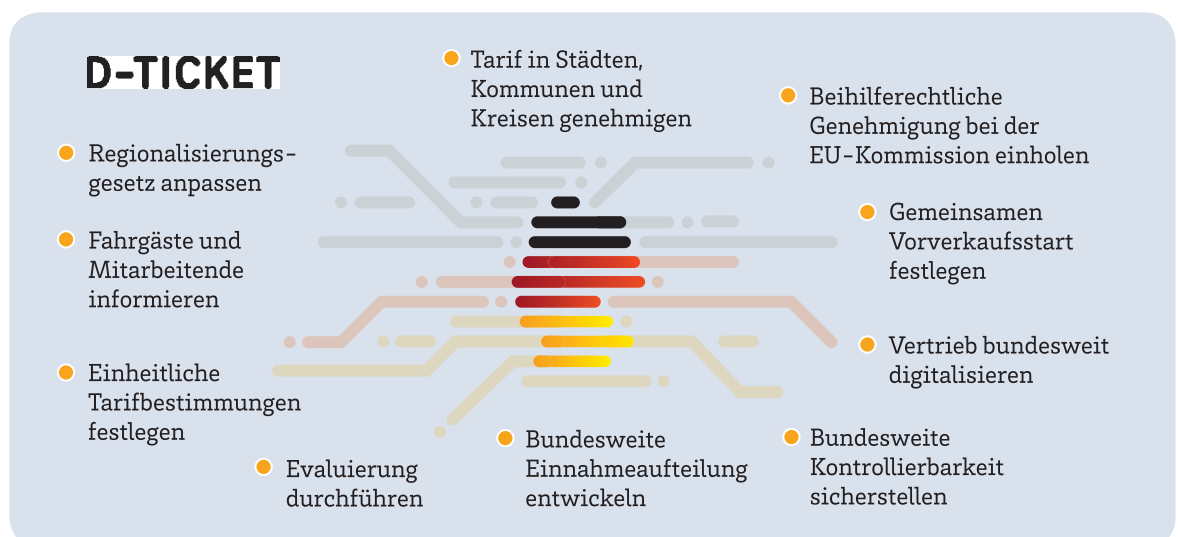 D-TICKET
Tarif in Städten,
Kommunen und
Kreisen genehmigen
Beihilferechtliche
Genehmigung bei der
EU-Kommission einholen
Regionalisierungs-
gesetz anpassen
Gemeinsamen
Vorverkaufsstart
festlegen
Fahrgäste und
Mitarbeitende
informieren
Vertrieb bundesweit
digitalisieren
Einheitliche
Tarifbestimmungen
festlegen
Evaluierung
durchführen
Bundesweite
Einnahmeaufteilung
entwickeln
Bundesweite
Kontrollierbarkeit
sicherstellen